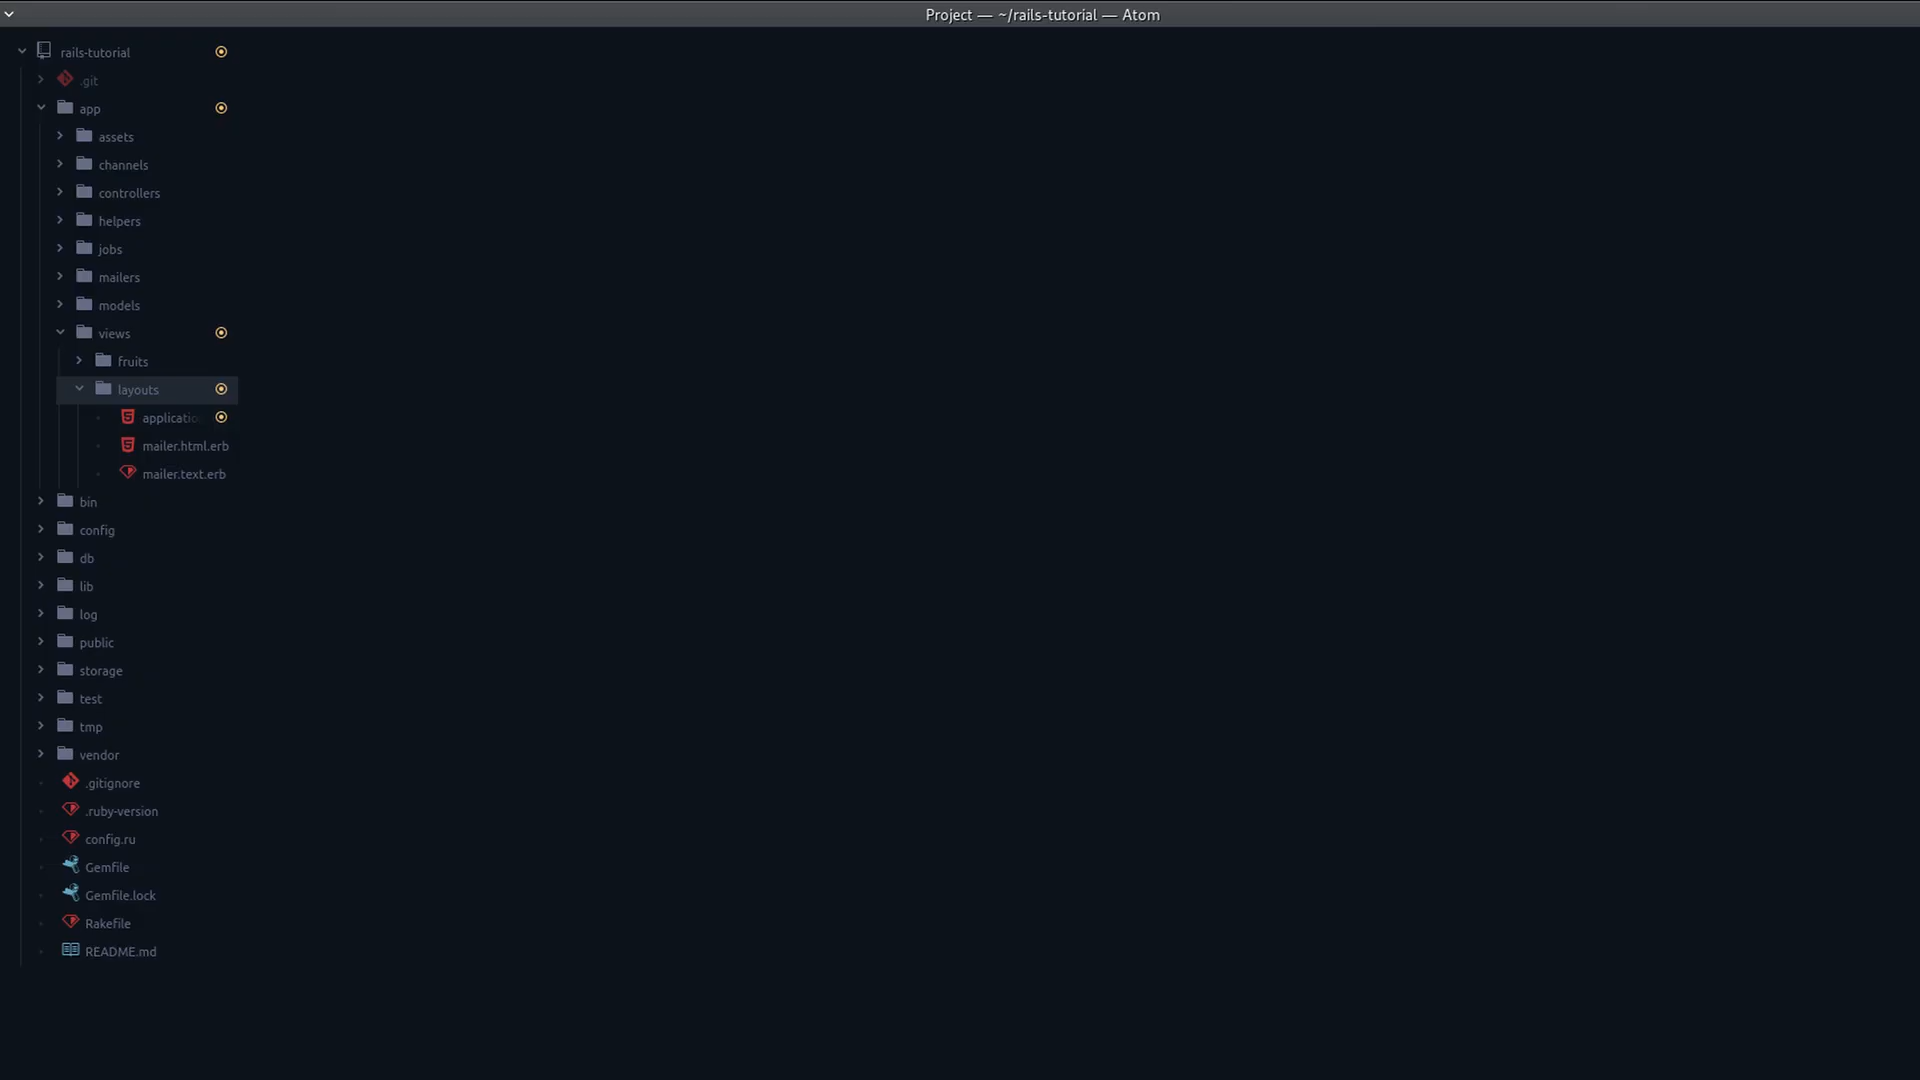 Project — ~/rails-tutorial — Atom
rails-tutorial
.git
app
assets
channels
controllers
helpers
jobs
mailers
models
views
fruits
layouts
applicatio
mailer.html.erb
mailer.text.erb
bin
config
db
lib
log
public
storage
test
tmp
vendor
.gitignore
.ruby-version
config.ru
Gemfile
Gemfile.lock
Rakefile
README.md